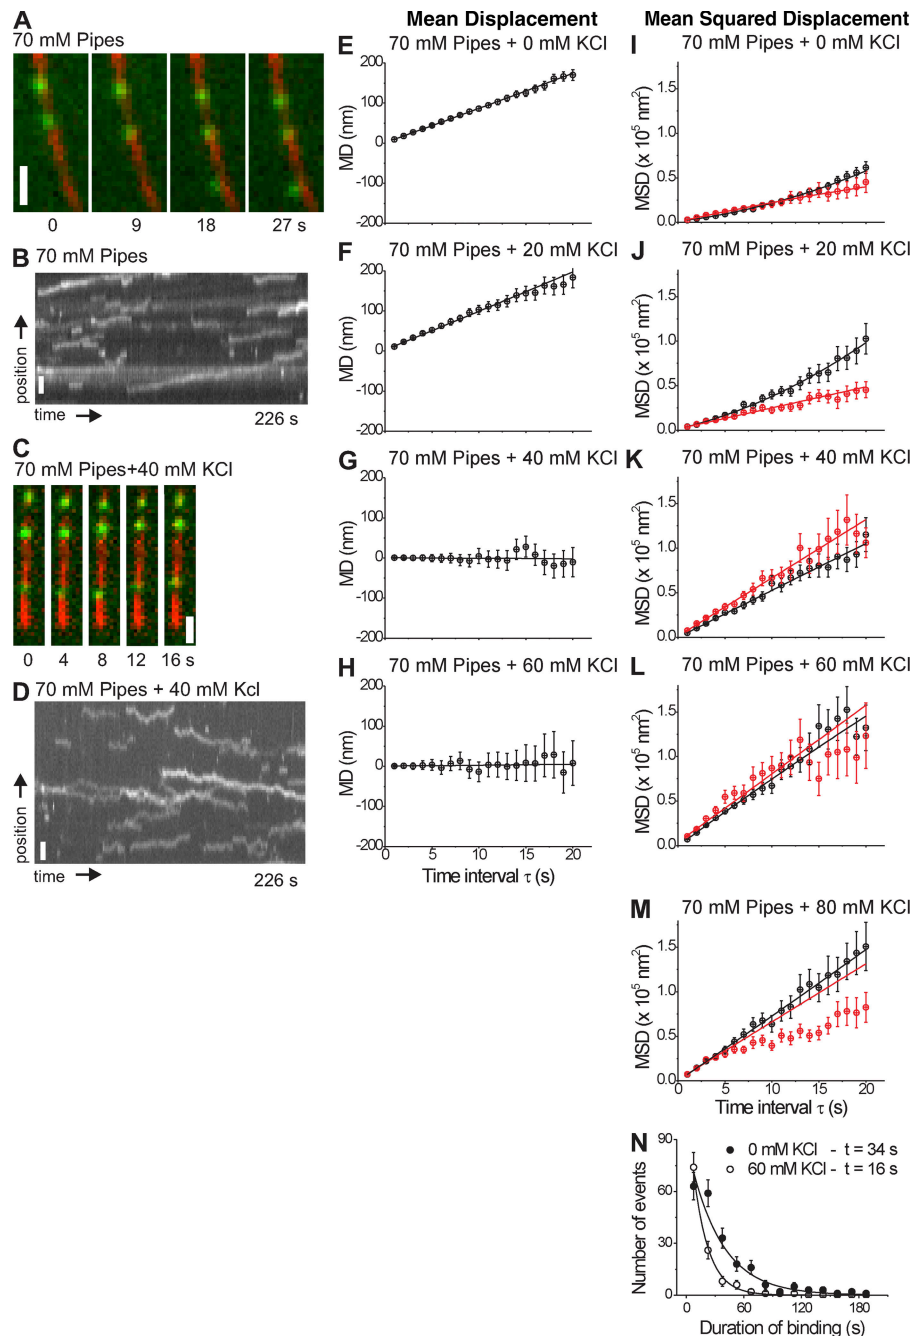 Mean Displacement
Mean Squared Displacement
A
70 mM Pipes
0 9 18 27 s
B 70 mM Pipes
position
time
226 s
C
70 mM Pipes+40 mM KCl
0 4 8 12 16 s
D 70 mM Pipes + 40 mM Kcl
position
time
226 s
E 70 mM Pipes + 0 mM KCl
200
100
0
-100
-200
MD (nm)
F 70 mM Pipes + 20 mM KCl
200
100
0
-100
-200
MD (nm)
G 70 mM Pipes + 40 mM KCl
200
100
0
-100
-200
MD (nm)
H 70 mM Pipes + 60 mM KCl
200
100
0
-100
-200
MD (nm)
0 5 10 15 20
Time interval τ (s)
I 70 mM Pipes + 0 mM KCl
1.5
1.0
0.5
0.0
MSD (x 10⁵ nm²)
J 70 mM Pipes + 20 mM KCl
1.5
1.0
0.5
0.0
MSD (x 10⁵ nm²)
K 70 mM Pipes + 40 mM KCl
1.5
1.0
0.5
0.0
MSD (x 10⁵ nm²)
L 70 mM Pipes + 60 mM KCl
1.5
1.0
0.5
0.0
MSD (x 10⁵ nm²)
M 70 mM Pipes + 80 mM KCl
1.5
1.0
0.5
0.0
MSD (x 10⁵ nm²)
0 5 10 15 20
Time interval τ (s)
N
0 mM KCl - t = 34 s
60 mM KCl - t = 16 s
90
60
30
0
Number of events
0 60 120 180
Duration of binding (s)